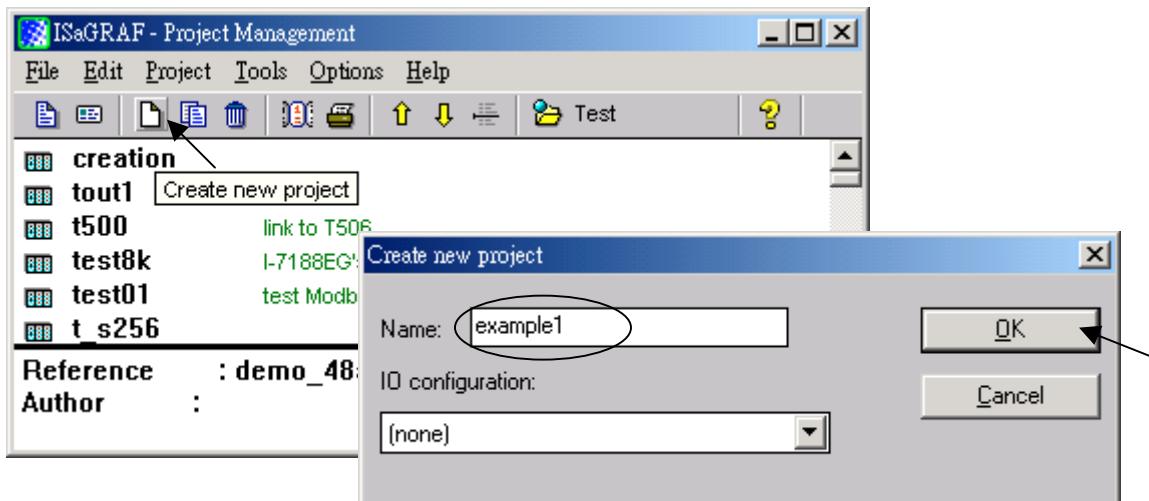 ISaGRAF - Project Management
File Edit Project Tools Options Help
Test
creation
tout1
Create new project
t500 link to T506
test8k I-7188EG's
test01 test Modb
t_s256
Reference : demo_48
Author :
Create new project
Name: example1
OK
IO configuration:
Cancel
(none)